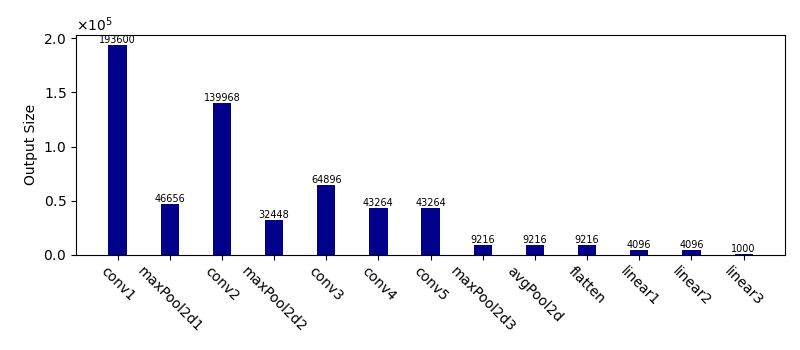 ×10⁵
2.0
1.5
1.0
0.5
0.0
Output Size
193600
46656
139968
32448
64896
43264
43264
9216
9216
9216
4096
4096
1000
conv1
maxPool2d1
conv2
maxPool2d2
conv3
conv4
conv5
maxPool2d3
avgPool2d
flatten
linear1
linear2
linear3